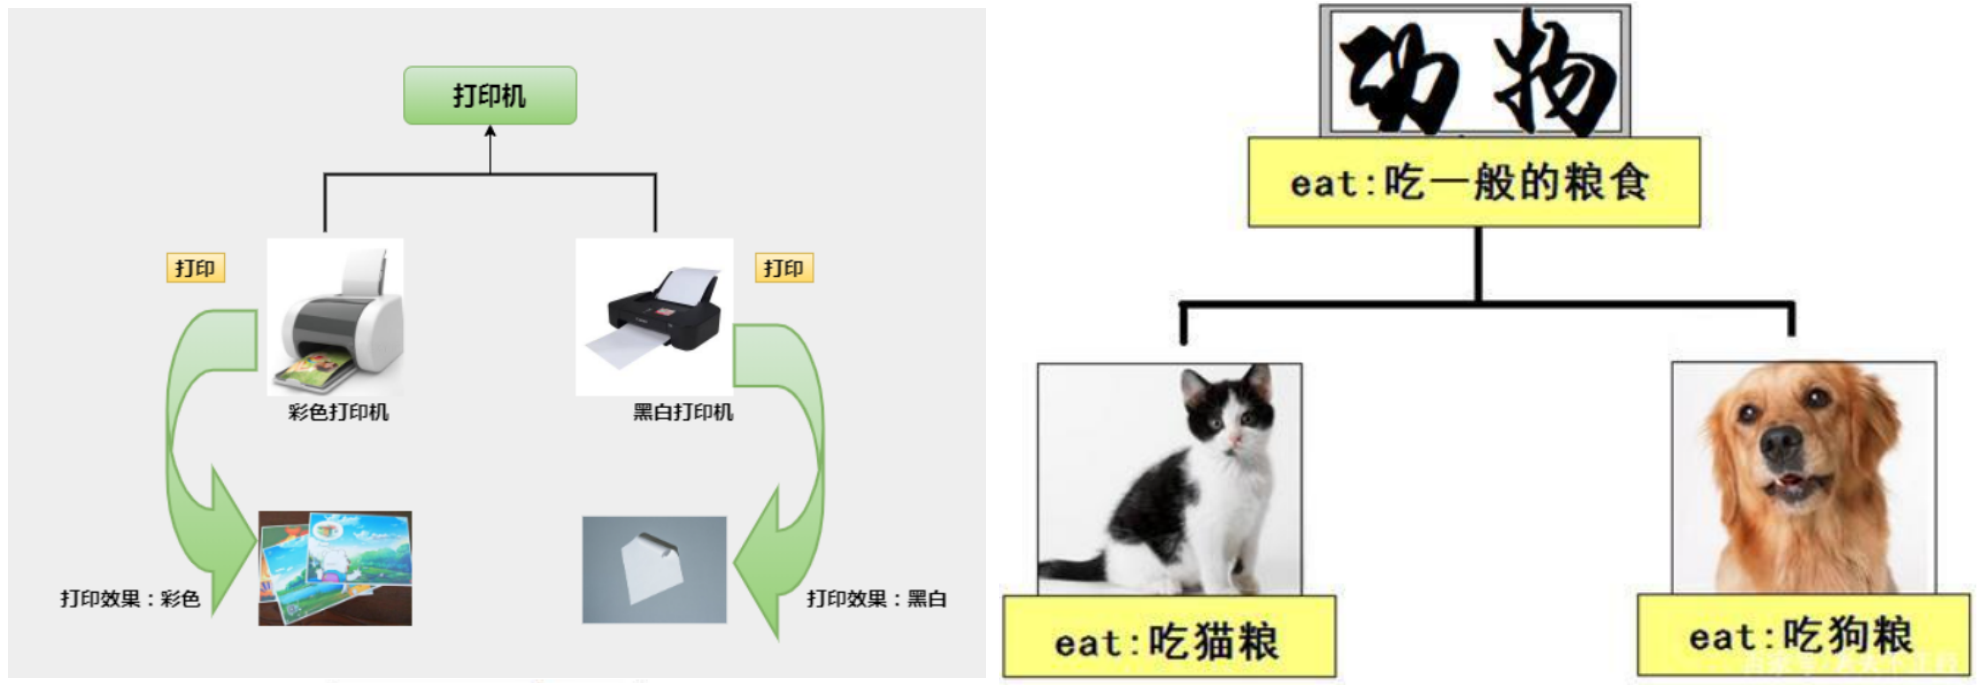 打印机
打印
打印
彩色打印机
黑白打印机
打印效果：彩色
打印效果：黑白
动物
eat:吃一般的粮食
eat:吃猫粮
eat:吃狗粮